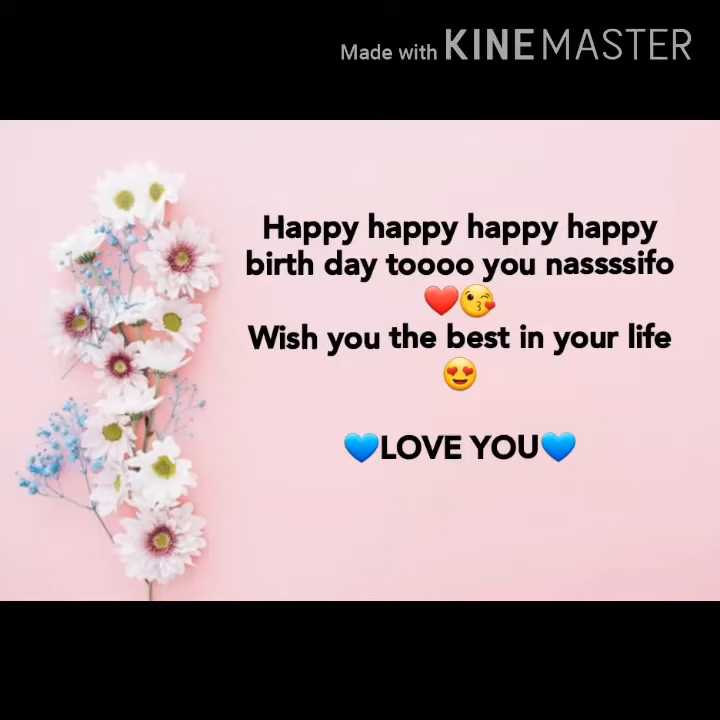 Made with KINEMASTER
Happy happy happy happy
birth day toooo you nassssifo
❤️😘
Wish you the best in your life
😍
💙LOVE YOU💙